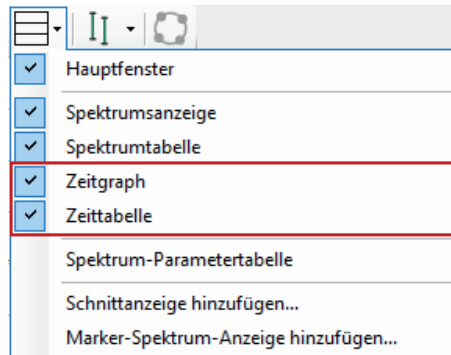 Hauptfenster
Spektrumsanzeige
Spektrumtabelle
Zeitgraph
Zeittabelle
Spektrum-Parametertabelle
Schnittanzeige hinzufügen...
Marker-Spektrum-Anzeige hinzufügen...